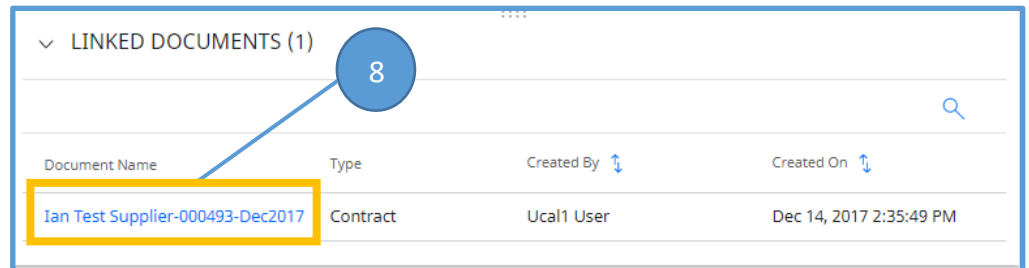 LINKED DOCUMENTS (1)
8
Document Name Type Created By Created On
Ian Test Supplier-000493-Dec2017 Contract Ucal1 User Dec 14, 2017 2:35:49 PM